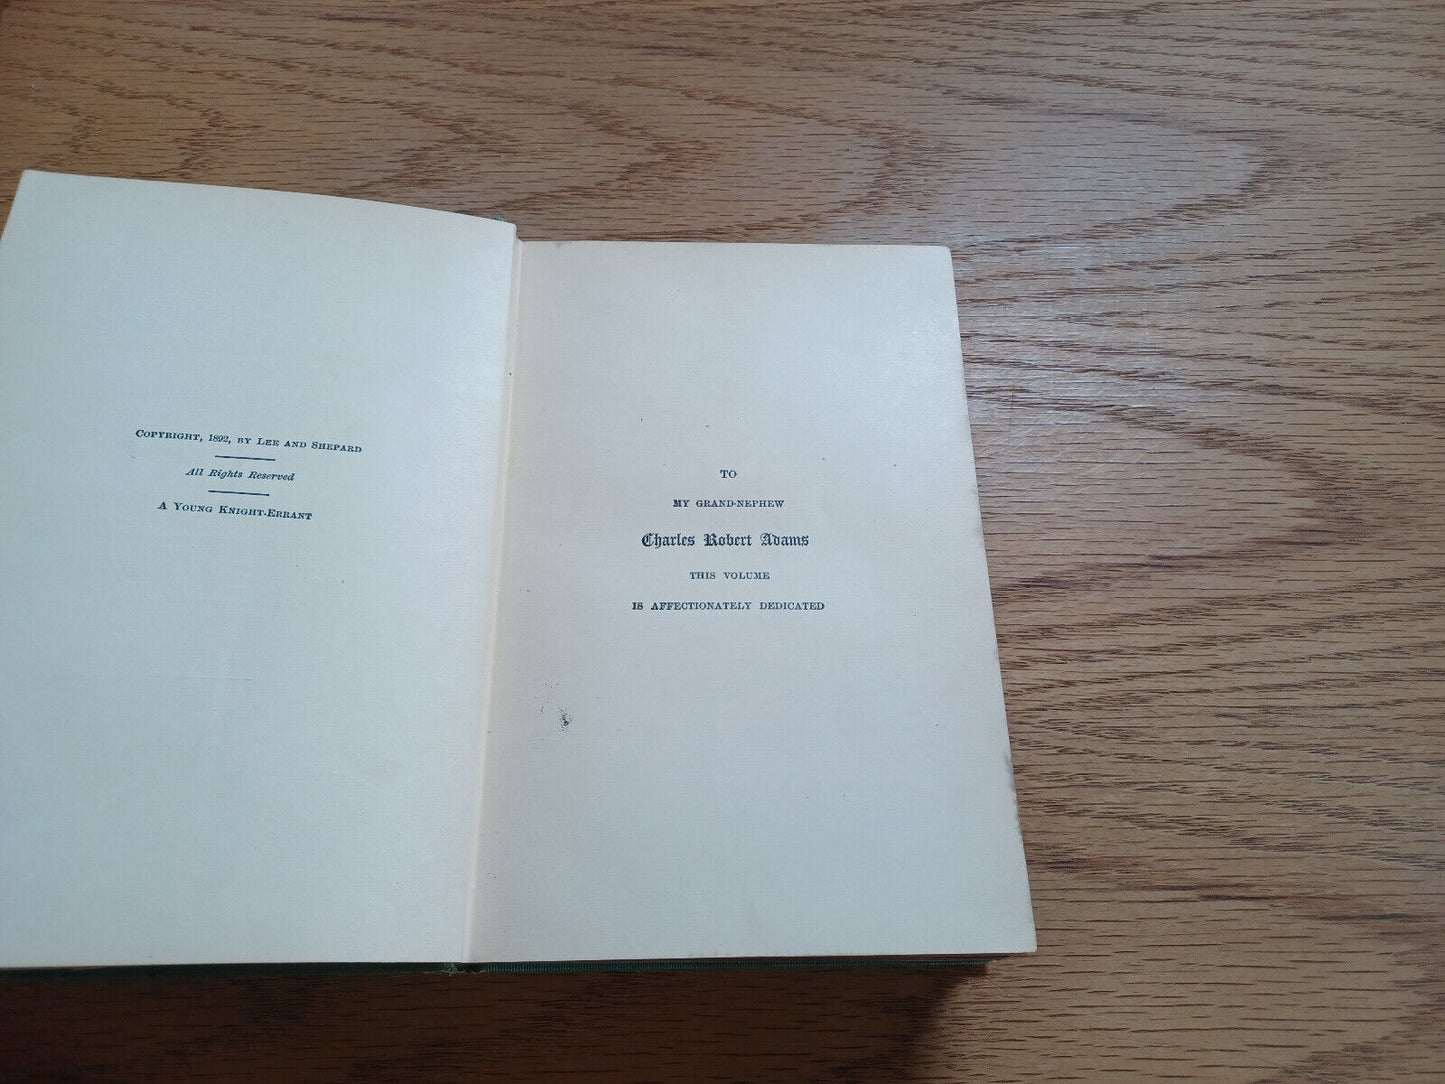 Copyright, 1892, by Lee and Shepard
All Rights Reserved
A Young Knight-Errant
TO
MY GRAND-NEPHEW
Charles Robert Adams
THIS VOLUME
IS AFFECTIONATELY DEDICATED